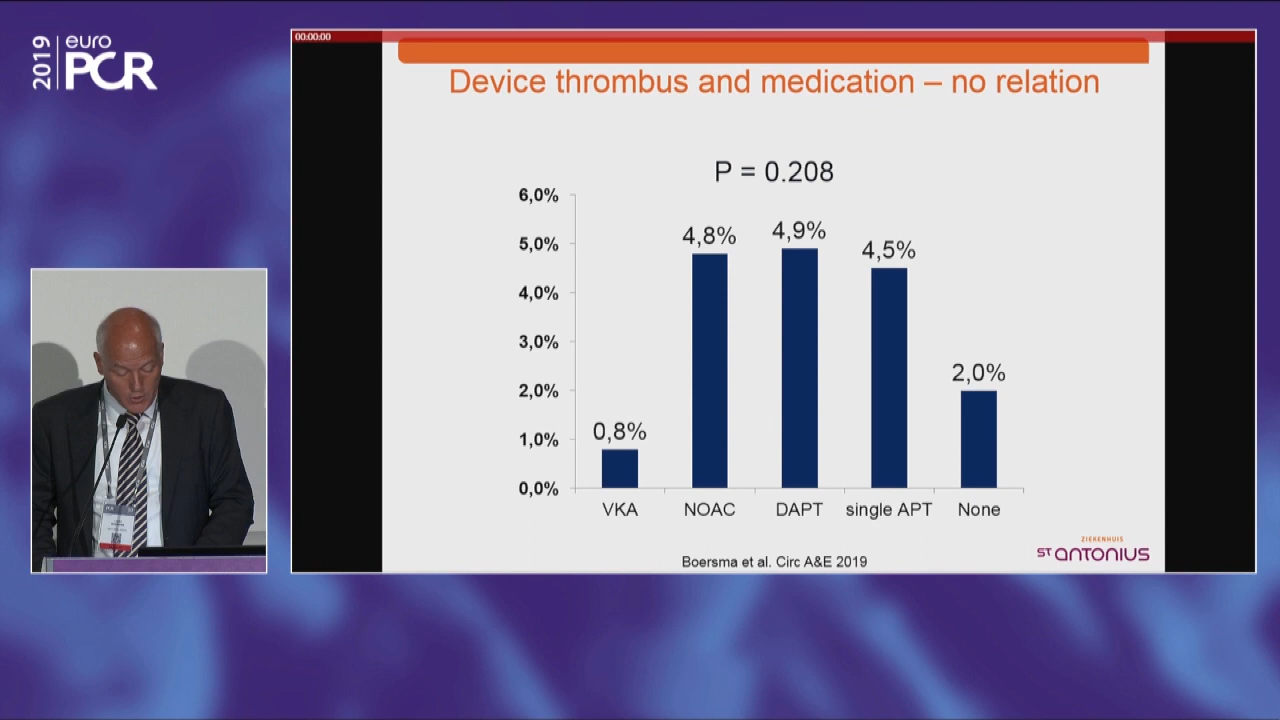 2019
euro
PCR
00:00:00
Device thrombus and medication – no relation
P = 0.208
6,0%
5,0%
4,0%
3,0%
2,0%
1,0%
0,0%
0,8%
4,8%
4,9%
4,5%
2,0%
VKA
NOAC
DAPT
single APT
None
Boersma et al. Circ A&E 2019
ZIEKENHUIS
ST ANTONIUS